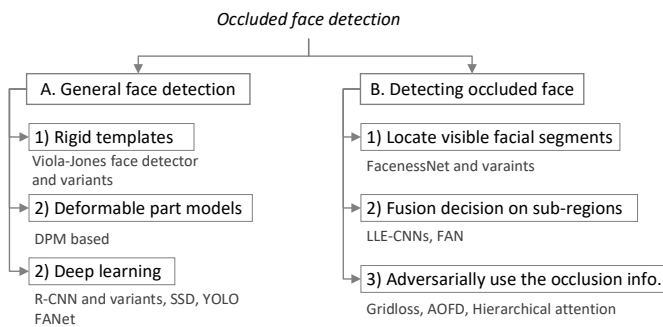 Occluded face detection
A. General face detection
1) Rigid templates
Viola-Jones face detector
and variants
2) Deformable part models
DPM based
2) Deep learning
R-CNN and variants, SSD, YOLO
FANet
B. Detecting occluded face
1) Locate visible facial segments
FacenessNet and varaints
2) Fusion decision on sub-regions
LLE-CNNs, FAN
3) Adversarially use the occlusion info.
Gridloss, AOFD, Hierarchical attention